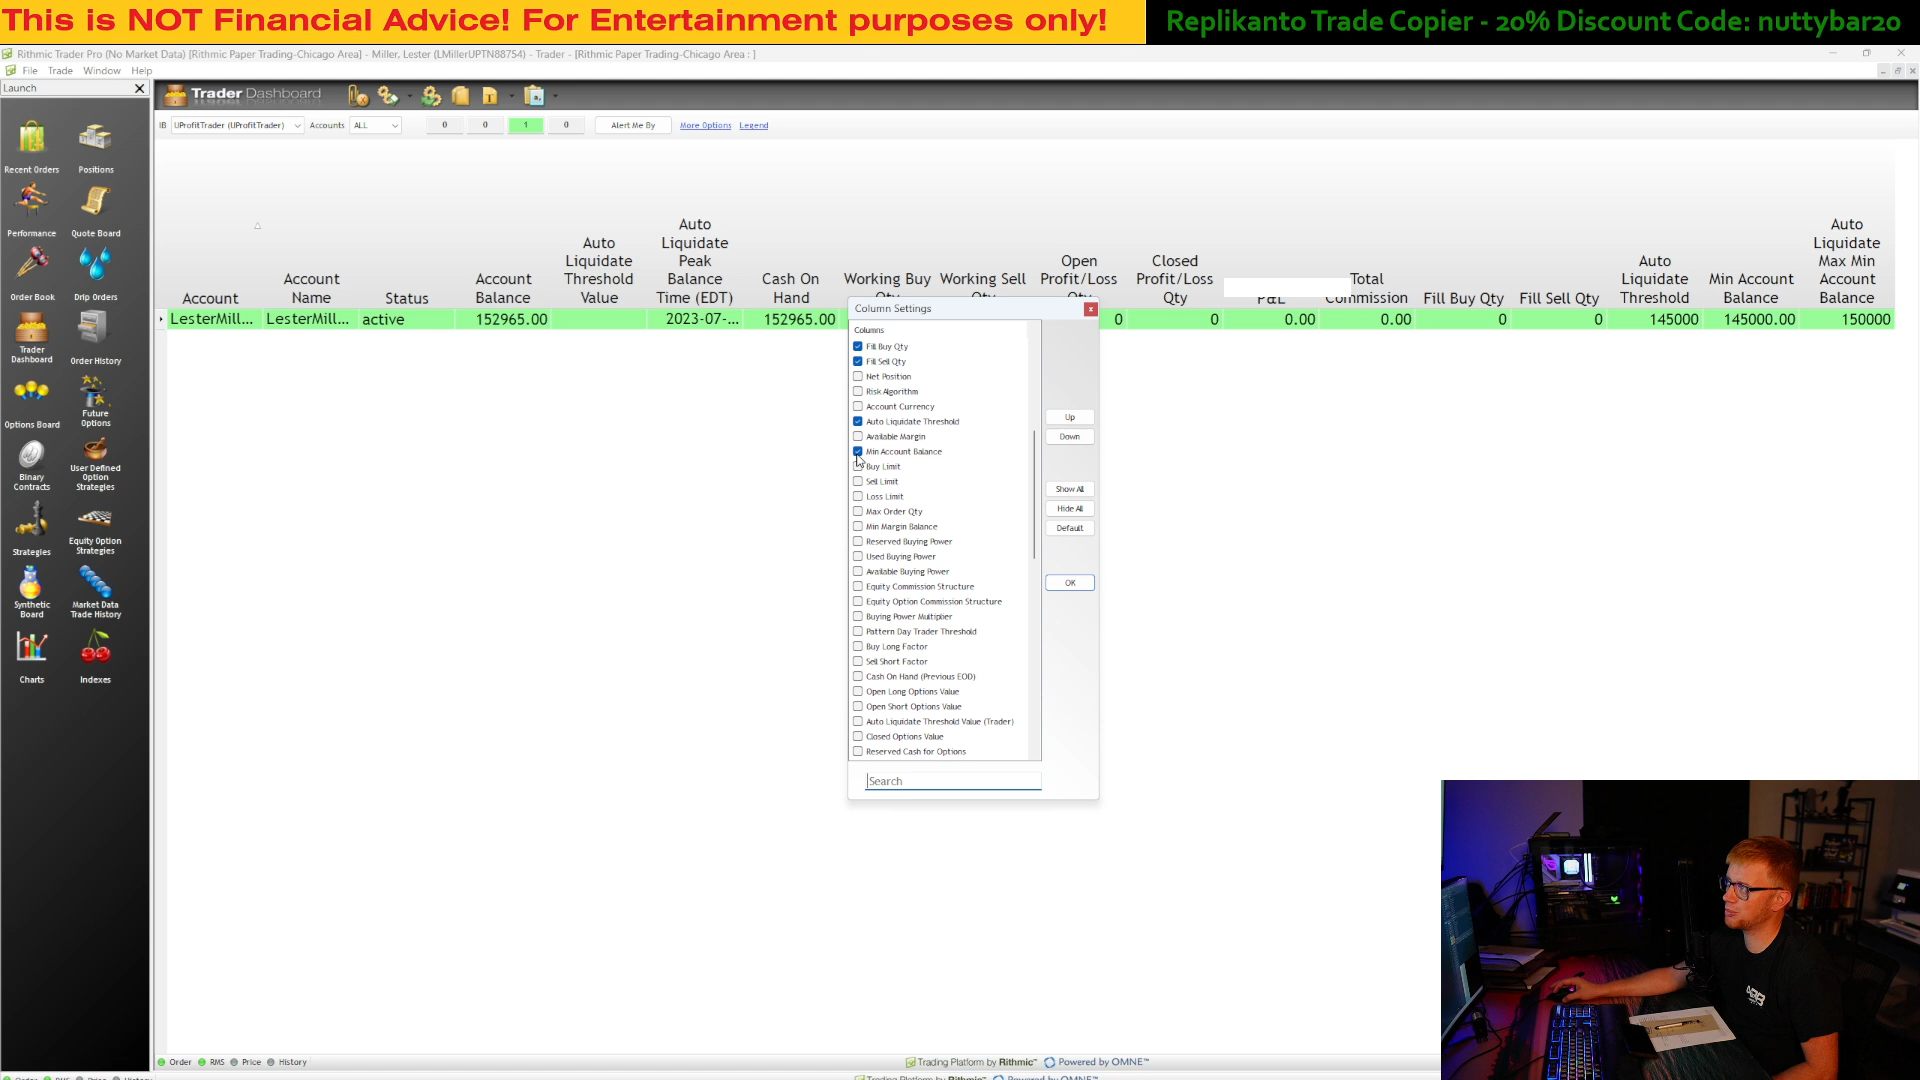 This is NOT Financial Advice! For Entertainment purposes only!
Replikanto Trade Copier - 20% Discount Code: nuttybar20
Rithmic Trader Pro (No Market Data) [Rithmic Paper Trading-Chicago Area] - Miller, Lester (LMillerUPTN88754) - Trader - [Rithmic Paper Trading-Chicago Area : ]
File Trade Window Help
Launch
Trader Dashboard
IB UProfitTrader (UProfitTrader) Accounts ALL 0 0 1 0 Alert Me By More Options Legend
Recent Orders Positions
Performance Quote Board
Order Book Drip Orders
Trader Dashboard
Order History
Options Board
Future Options
Binary Contracts
User Defined Option Strategies
Strategies
Equity Option Strategies
Synthetic Board
Market Data Trade History
Charts Indexes
Account
Account Name
Status
Account Balance
Auto Liquidate Threshold Value
Auto Liquidate Peak Balance Time (EDT)
Cash On Hand
Working Buy Qty
Working Sell Qty
Open Profit/Loss Qty
Closed Profit/Loss Qty
P&L
Total Commission
Fill Buy Qty
Fill Sell Qty
Auto Liquidate Threshold
Min Account Balance
Auto Liquidate Max Min Account Balance
LesterMill... LesterMill... active 152965.00 2023-07-... 152965.00 0 0 0.00 0.00 0 0 145000 145000.00 150000
Column Settings
Columns
Fill Buy Qty
Fill Sell Qty
Net Position
Risk Algorithm
Account Currency
Auto Liquidate Threshold
Available Margin
Min Account Balance
Buy Limit
Sell Limit
Loss Limit
Max Order Qty
Min Margin Balance
Reserved Buying Power
Used Buying Power
Available Buying Power
Equity Commission Structure
Equity Option Commission Structure
Buying Power Multiplier
Pattern Day Trader Threshold
Buy Long Factor
Sell Short Factor
Cash On Hand (Previous EOD)
Open Long Options Value
Open Short Options Value
Auto Liquidate Threshold Value (Trader)
Closed Options Value
Reserved Cash for Options
Up
Down
Show All
Hide All
Default
OK
Search
Order RMS Price History
Trading Platform by Rithmic™ Powered by OMNE™